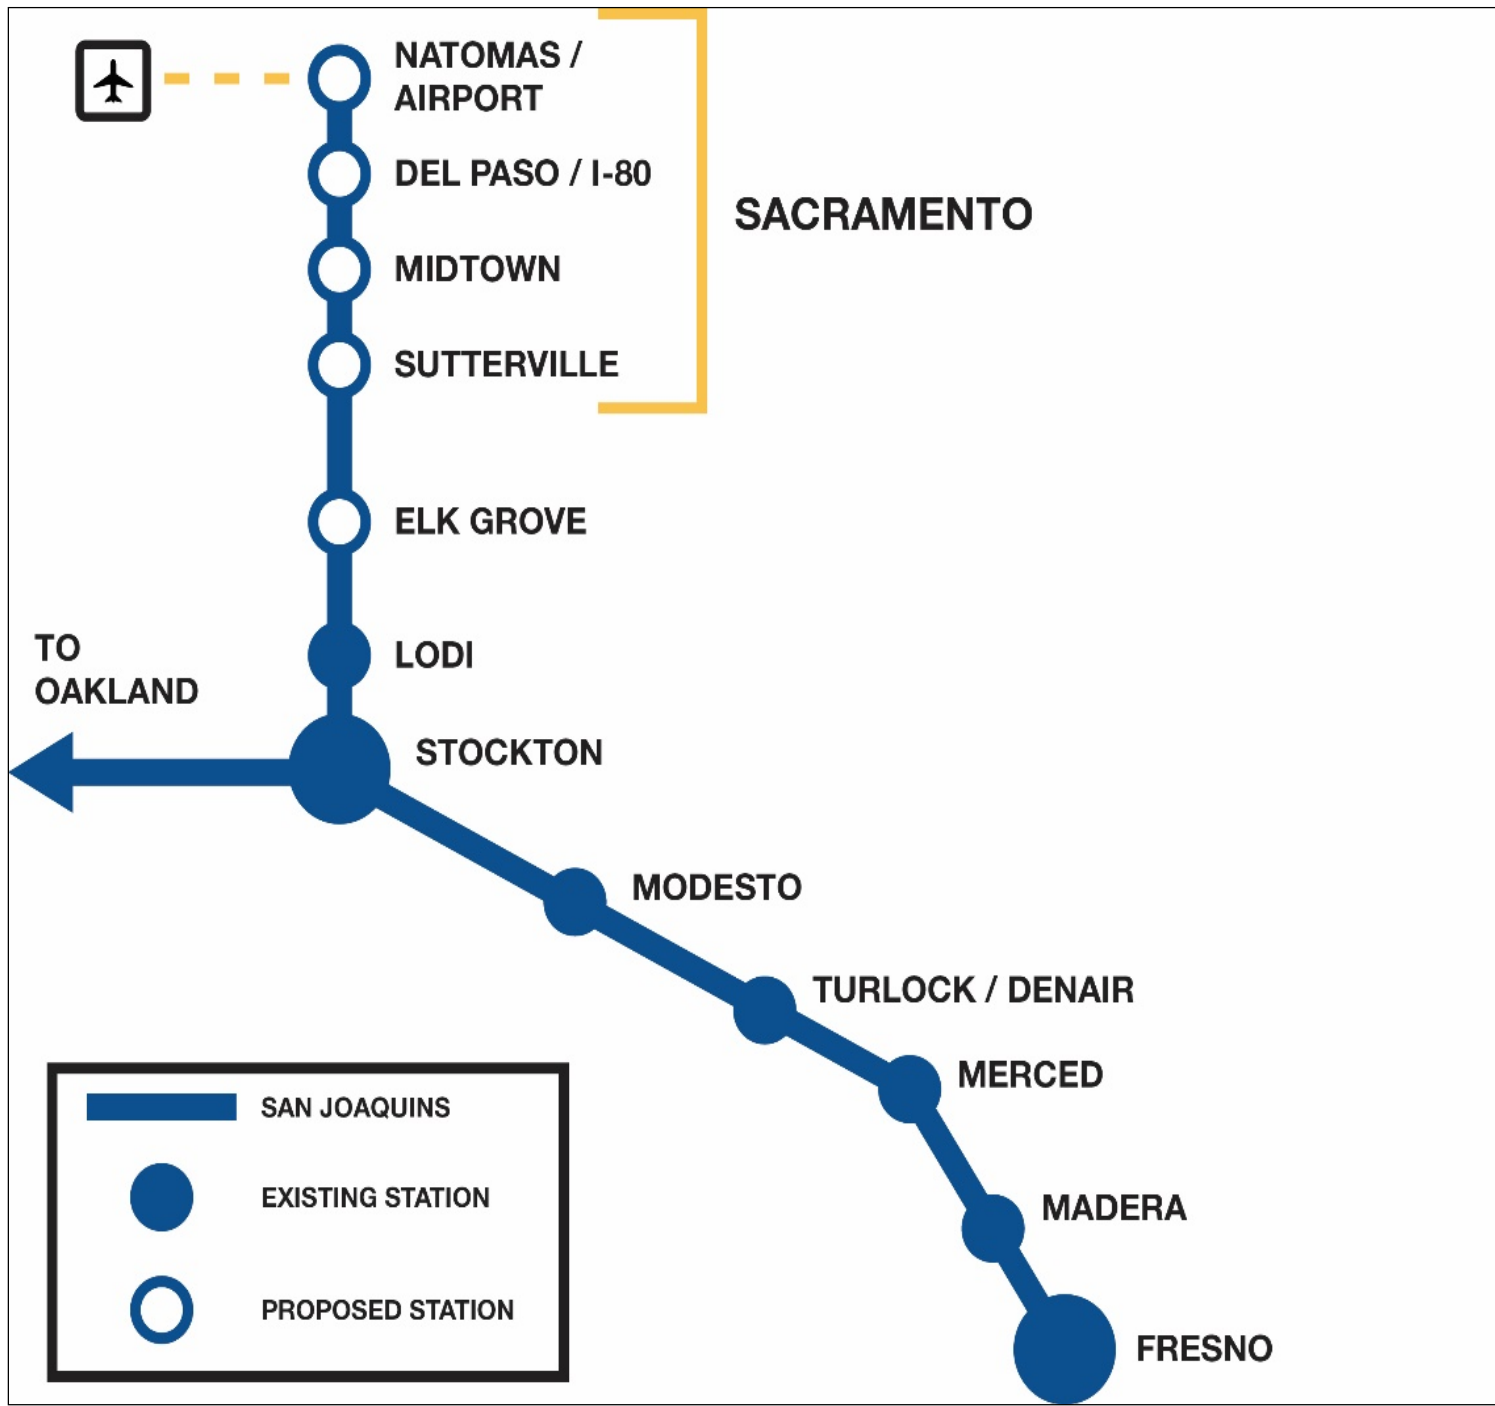 NATOMAS /
AIRPORT
DEL PASO / I-80
MIDTOWN
SUTTERVILLE
SACRAMENTO
ELK GROVE
LODI
TO
OAKLAND
STOCKTON
MODESTO
TURLOCK / DENAIR
MERCED
MADERA
FRESNO
SAN JOAQUINS
EXISTING STATION
PROPOSED STATION